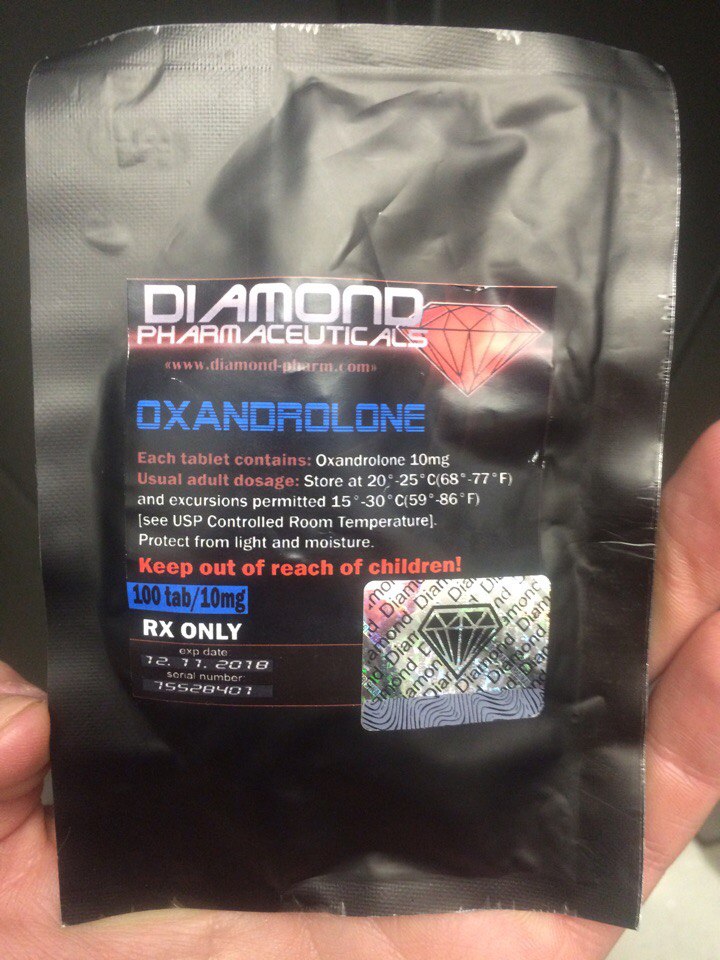 DIAMOND
PHARMACEUTICALS
«www.diamond-pharm.com»
OXANDROLONE
Each tablet contains: Oxandrolone 10mg
Usual adult dosage: Store at 20°-25°C(68°-77°F)
and excursions permitted 15°-30°C(59°-86°F)
[see USP Controlled Room Temperature].
Protect from light and moisture.
Keep out of reach of children!
100 tab/10mg
RX ONLY
exp date
12. 11. 2018
serial number
75528401
Diamond Diamond